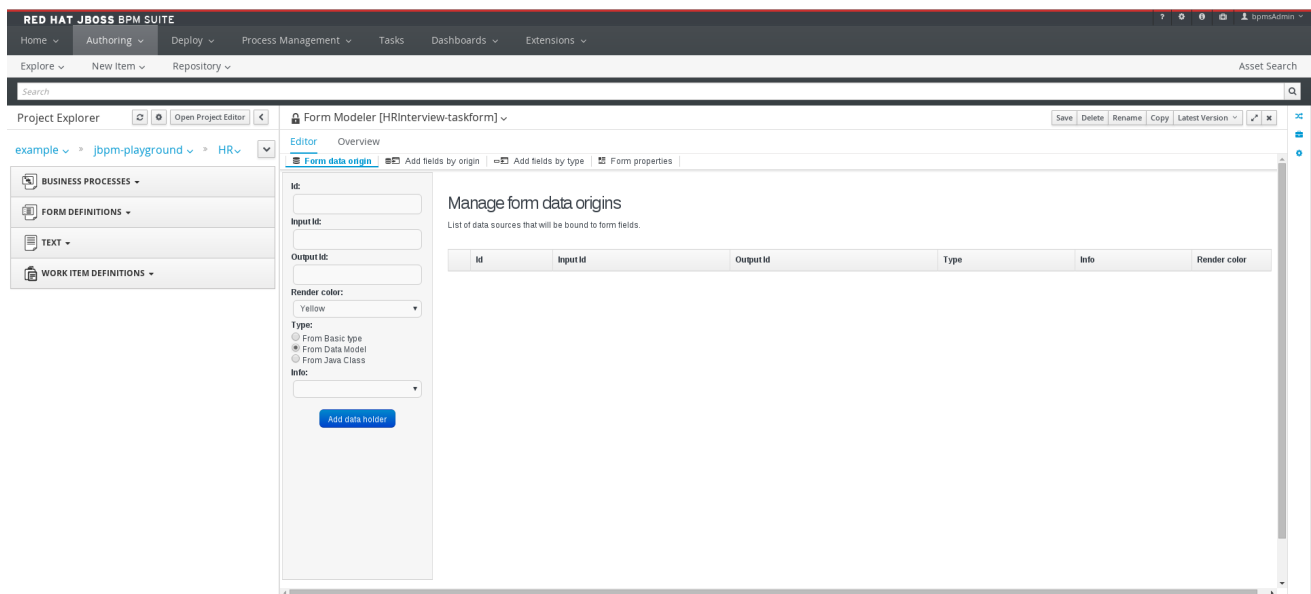 RED HAT JBOSS BPM SUITE
? bpmsAdmin
Home Authoring Deploy Process Management Tasks Dashboards Extensions
Explore New Item Repository Asset Search
Search
Project Explorer Open Project Editor
example » jbpm-playground » HR
BUSINESS PROCESSES
FORM DEFINITIONS
TEXT
WORK ITEM DEFINITIONS
Form Modeler [HRInterview-taskform]
Save Delete Rename Copy Latest Version
Editor Overview
Form data origin Add fields by origin Add fields by type Form properties
Id:
Input Id:
Output Id:
Render color:
Yellow
Type:
From Basic type
From Data Model
From Java Class
Info:
Add data holder
Manage form data origins
List of data sources that will be bound to form fields.
Id Input Id Output Id Type Info Render color